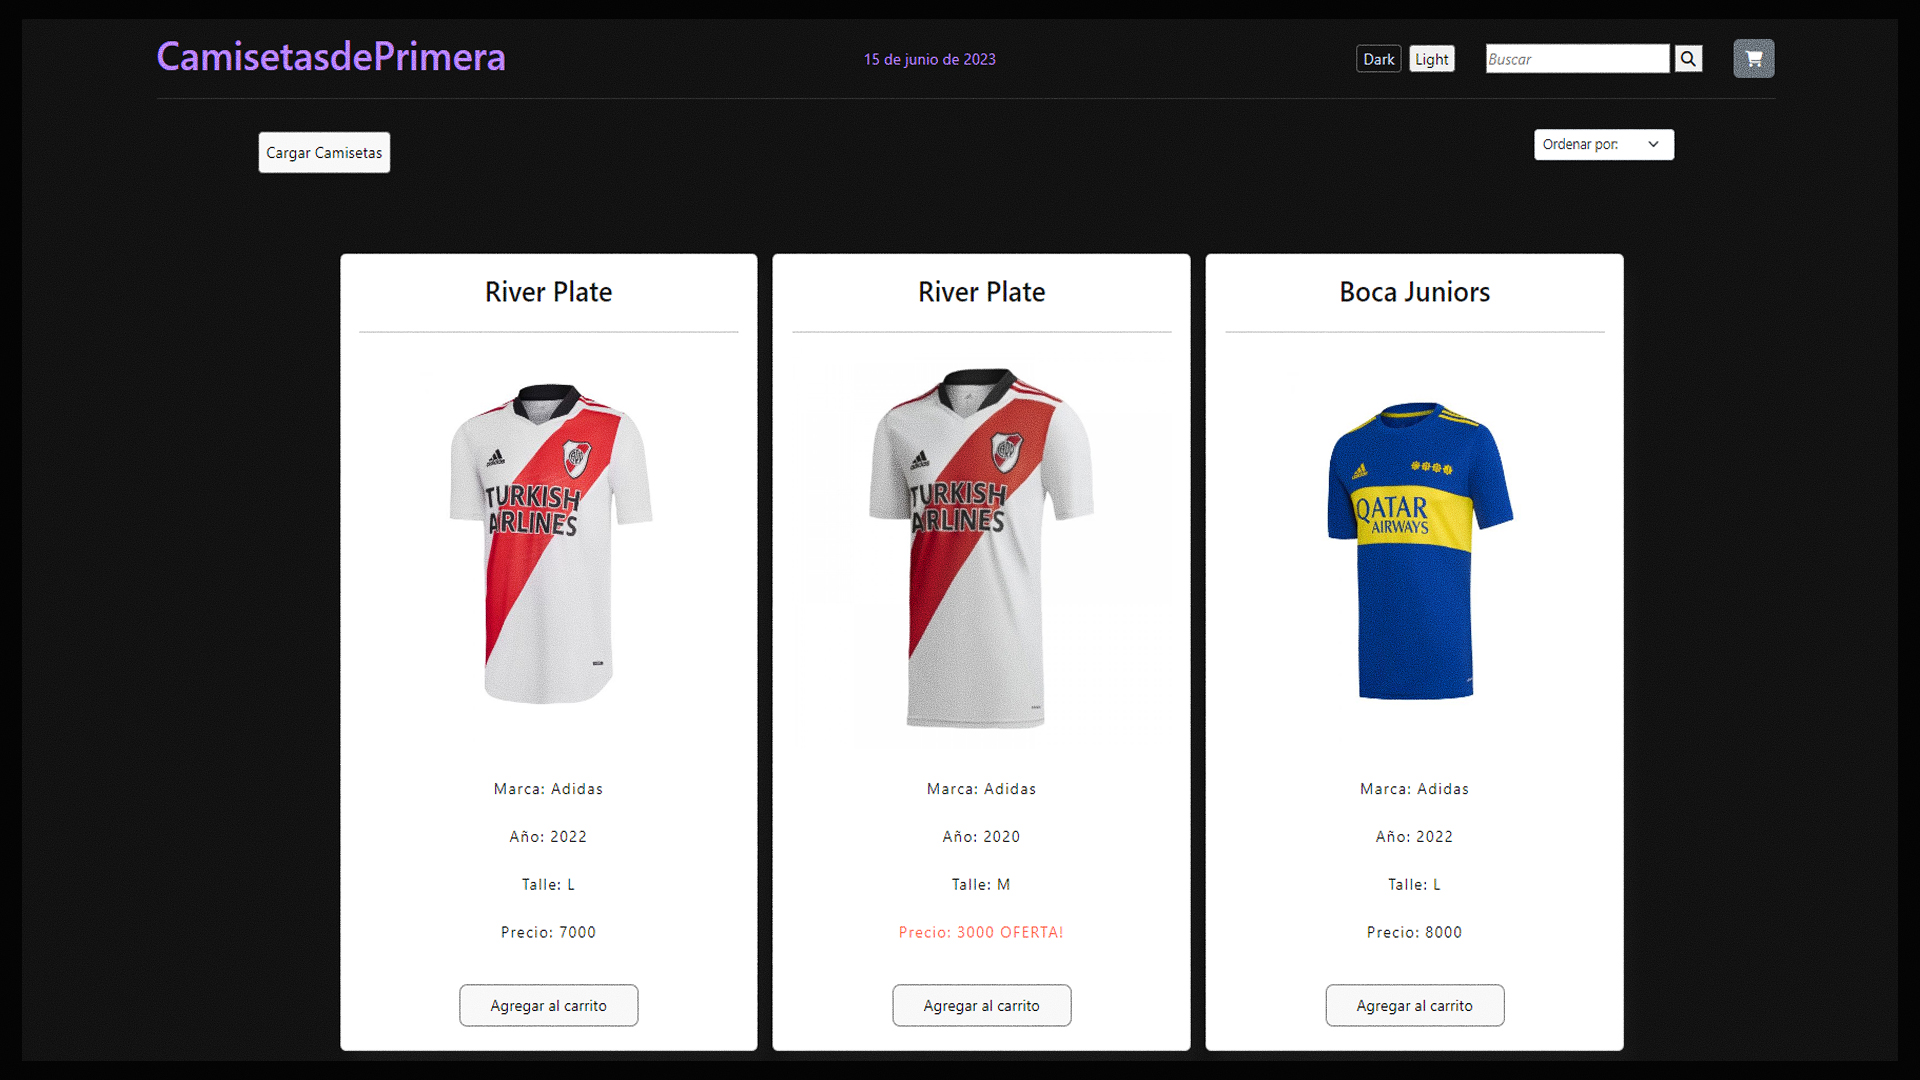 CamisetasdePrimera
15 de junio de 2023
Dark
Light
Buscar
Cargar Camisetas
Ordenar por:
River Plate
adidas
TURKISH
AIRLINES
Marca: Adidas
Año: 2022
Talle: L
Precio: 7000
Agregar al carrito
River Plate
adidas
TURKISH
AIRLINES
Marca: Adidas
Año: 2020
Talle: M
Precio: 3000 OFERTA!
Agregar al carrito
Boca Juniors
QATAR
AIRWAYS
Marca: Adidas
Año: 2022
Talle: L
Precio: 8000
Agregar al carrito